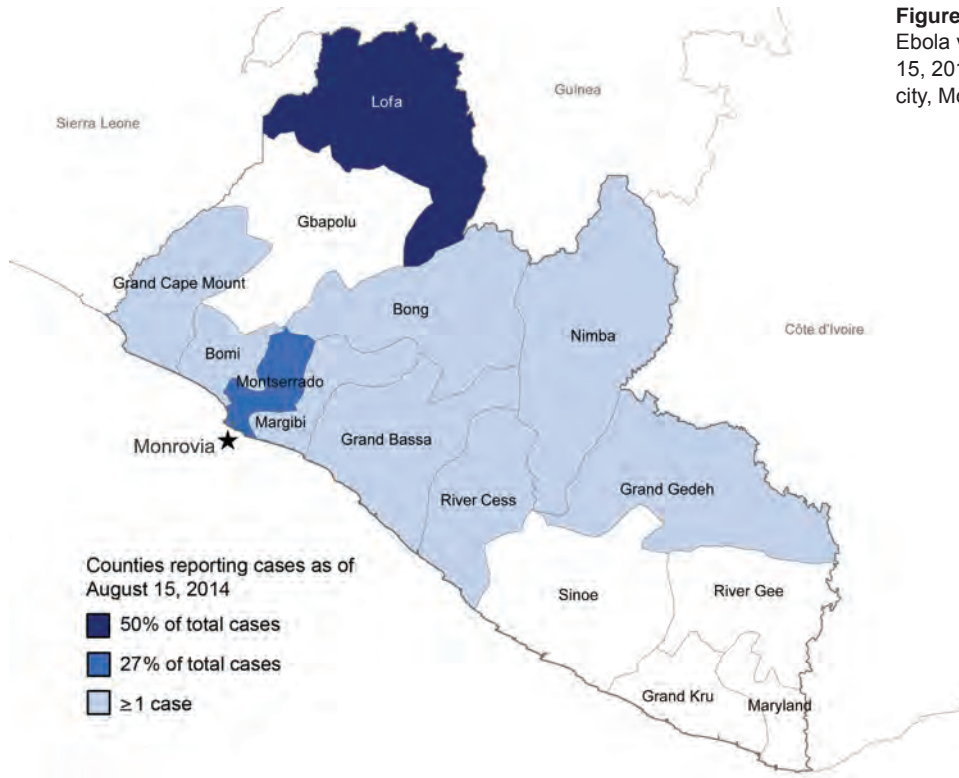 Figure
Ebola v
15, 201
city, Mo
Lofa
Guinea
Sierra Leone
Gbapolu
Grand Cape Mount
Bong
Nimba
Côte d'Ivoire
Bomi
Montserrado
Margibi
Grand Bassa
Monrovia
River Cess
Grand Gedeh
Counties reporting cases as of
August 15, 2014
50% of total cases
27% of total cases
≥ 1 case
Sinoe
River Gee
Grand Kru
Maryland